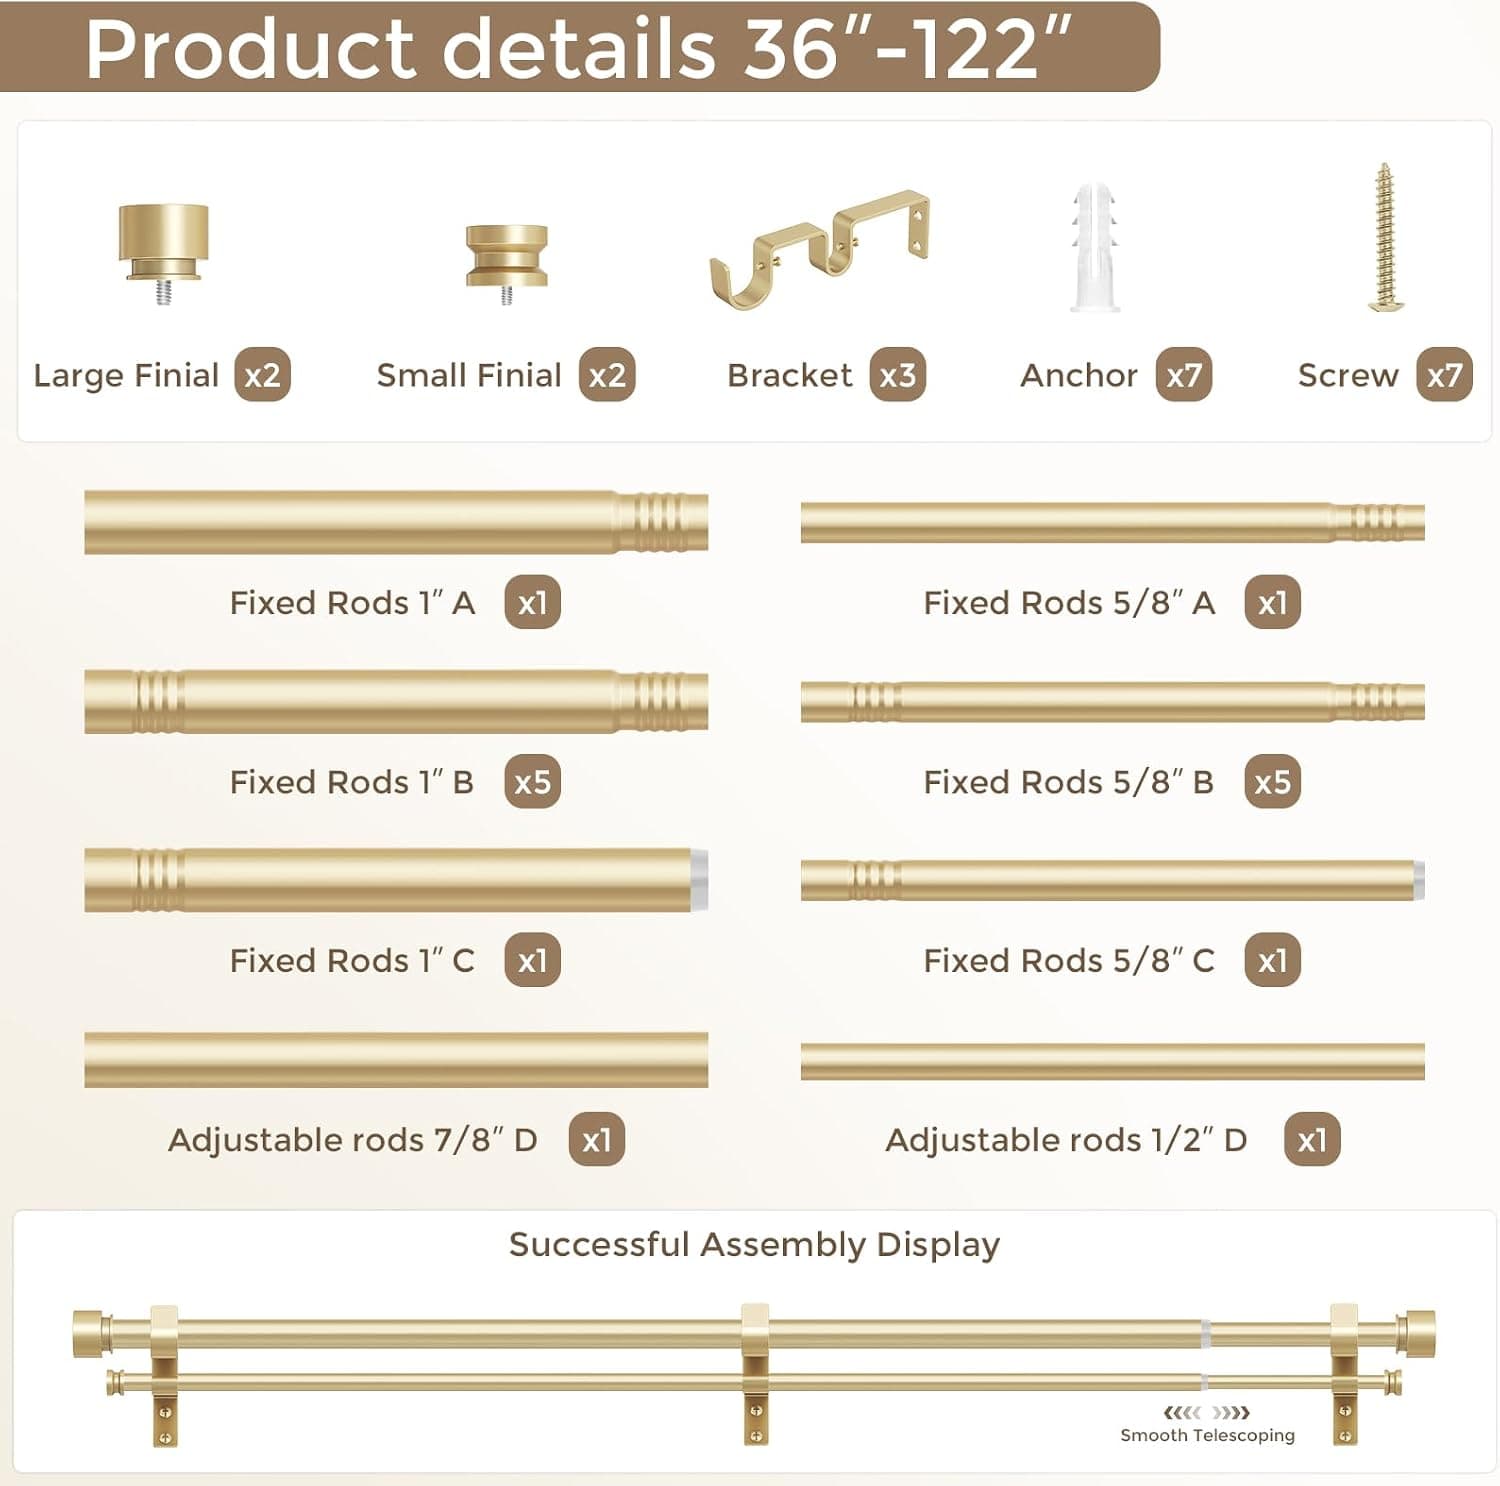 Product details 36"-122"
Large Finial x2
Small Finial x2
Bracket x3
Anchor x7
Screw x7
Fixed Rods 1" A x1
Fixed Rods 5/8" A x1
Fixed Rods 1" B x5
Fixed Rods 5/8" B x5
Fixed Rods 1" C x1
Fixed Rods 5/8" C x1
Adjustable rods 7/8" D x1
Adjustable rods 1/2" D x1
Successful Assembly Display
Smooth Telescoping